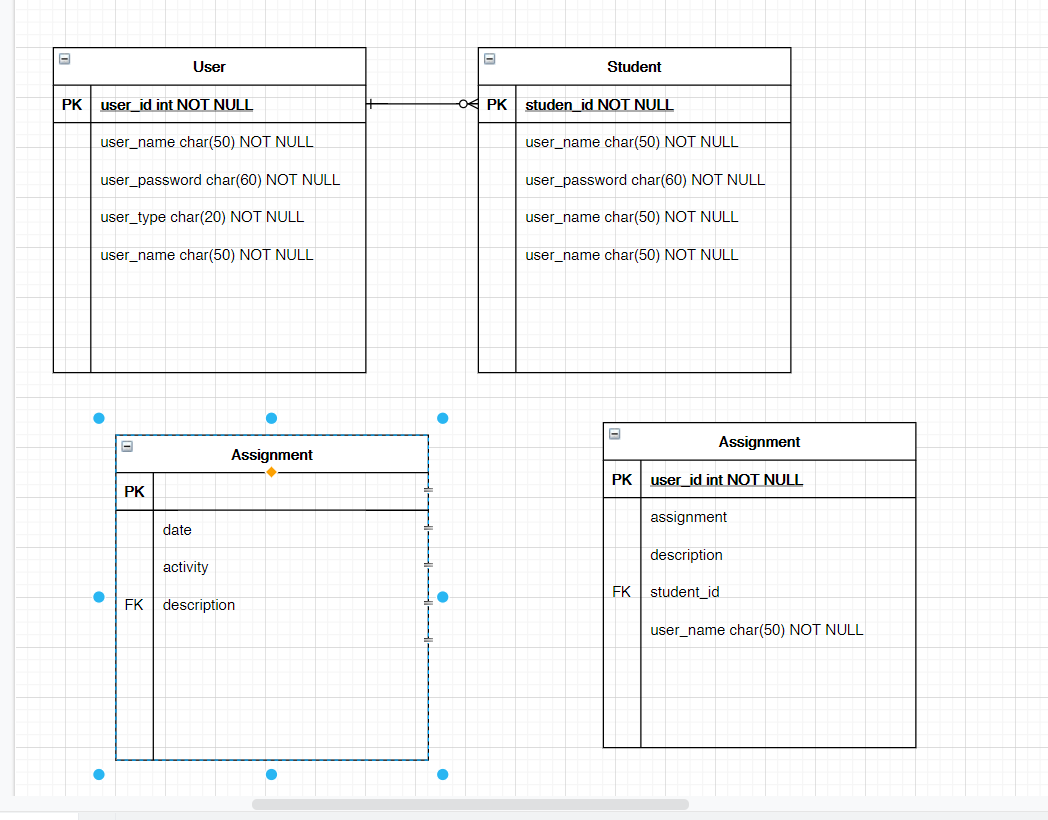 User
PK user_id int NOT NULL
user_name char(50) NOT NULL
user_password char(60) NOT NULL
user_type char(20) NOT NULL
user_name char(50) NOT NULL
Student
PK studen_id NOT NULL
user_name char(50) NOT NULL
user_password char(60) NOT NULL
user_name char(50) NOT NULL
user_name char(50) NOT NULL
Assignment
PK
date
activity
FK description
Assignment
PK user_id int NOT NULL
assignment
description
FK student_id
user_name char(50) NOT NULL